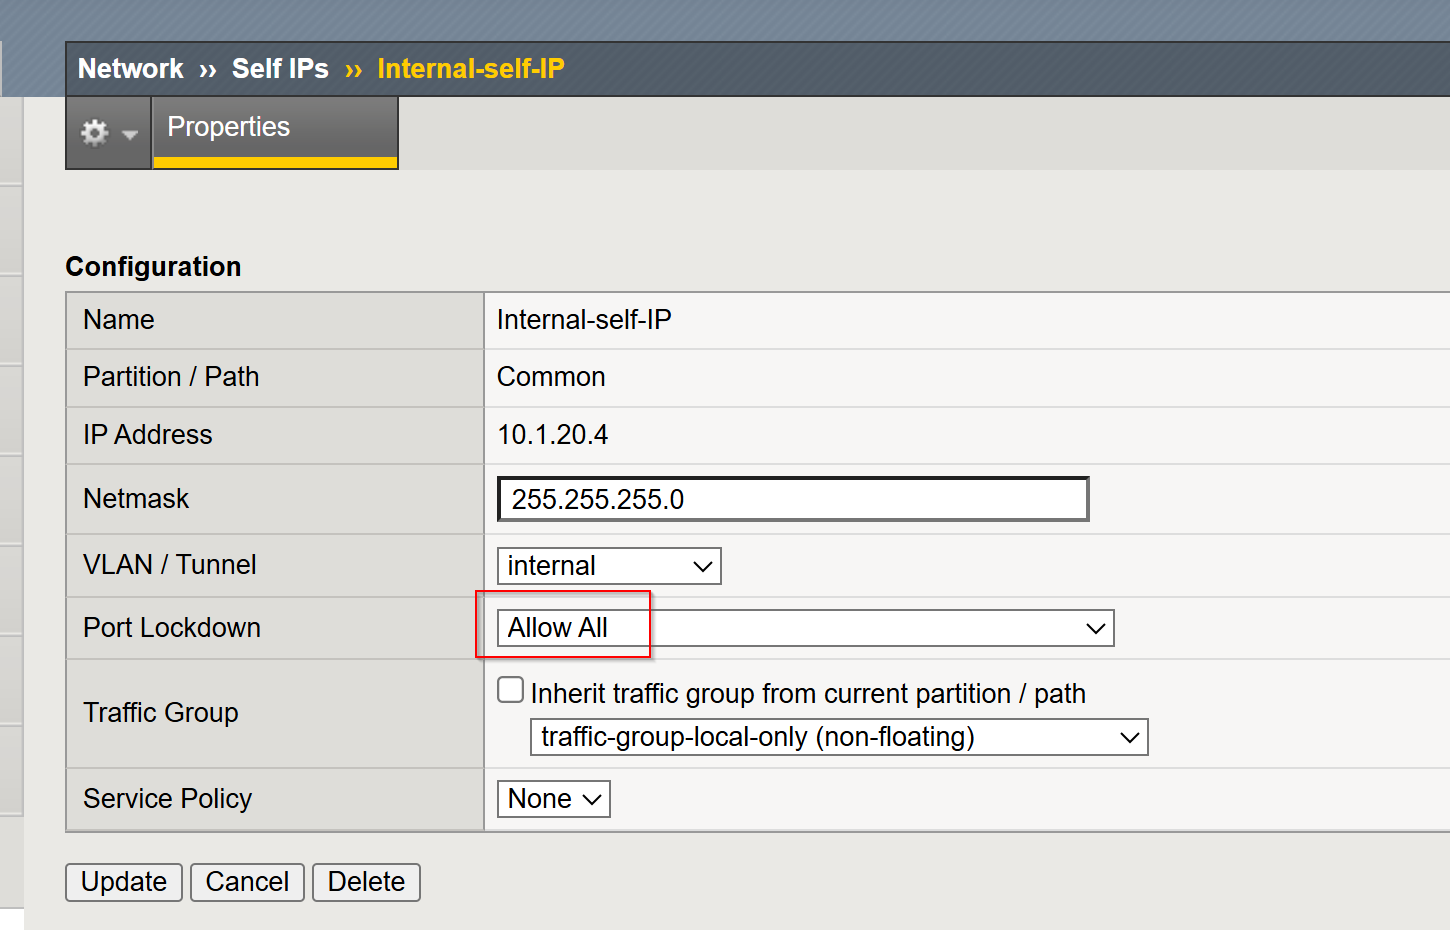 Network ›› Self IPs ›› Internal-self-IP
Properties
Configuration
Name Internal-self-IP
Partition / Path Common
IP Address 10.1.20.4
Netmask 255.255.255.0
VLAN / Tunnel internal
Port Lockdown Allow All
Traffic Group Inherit traffic group from current partition / path
traffic-group-local-only (non-floating)
Service Policy None
Update Cancel Delete